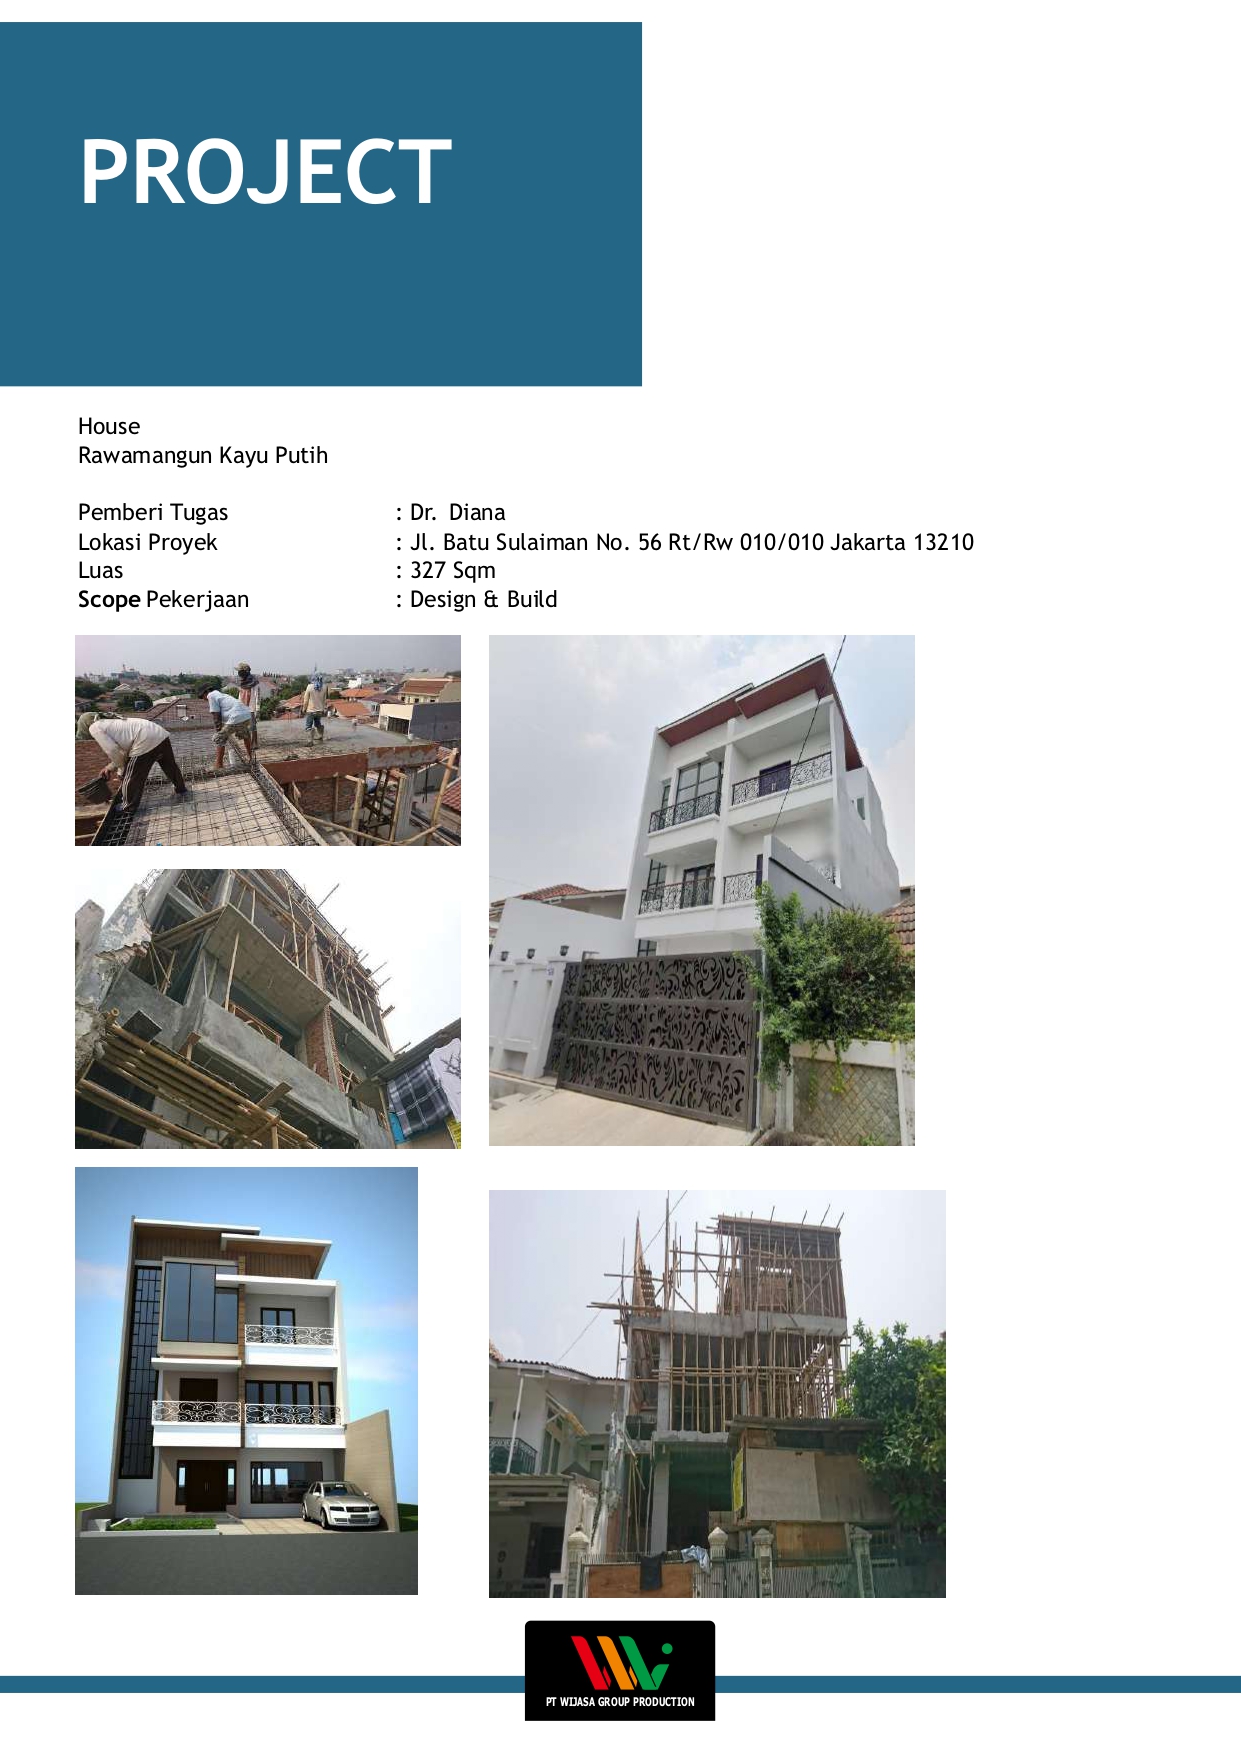 PROJECT
House
Rawamangun Kayu Putih
Pemberi Tugas : Dr. Diana
Lokasi Proyek : Jl. Batu Sulaiman No. 56 Rt/Rw 010/010 Jakarta 13210
Luas : 327 Sqm
Scope Pekerjaan : Design & Build
PT WIJASA GROUP PRODUCTION